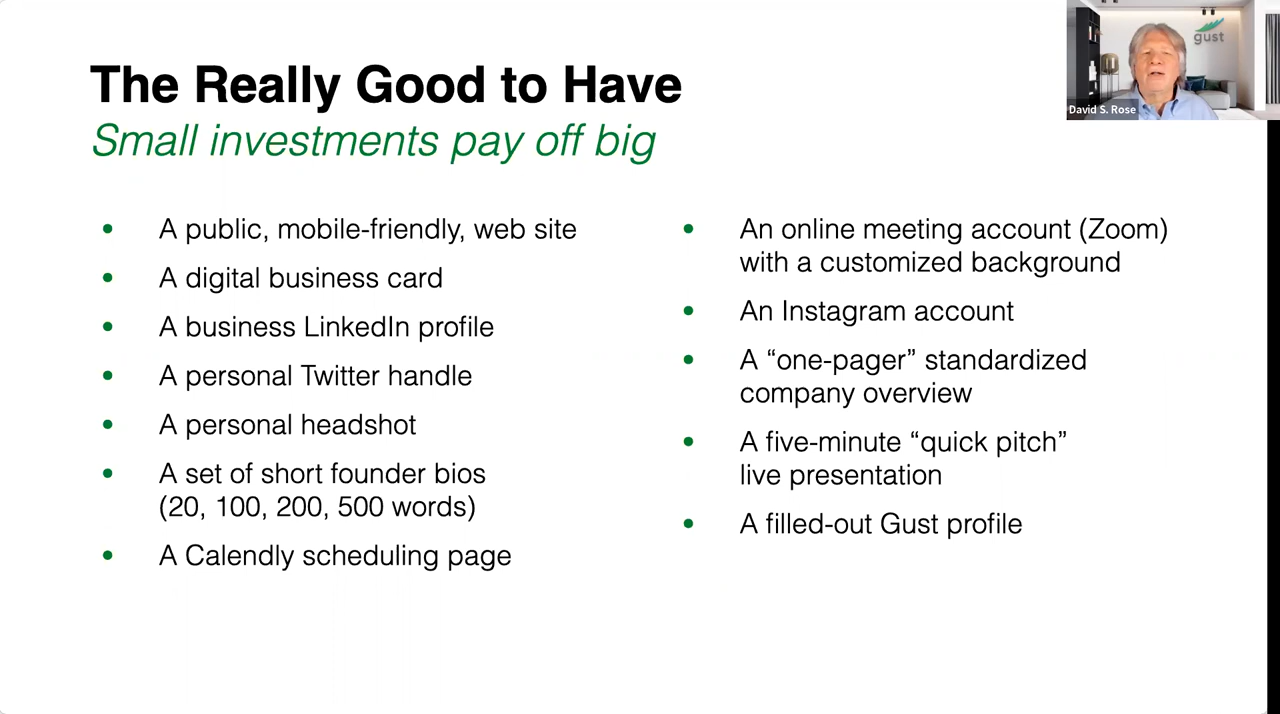 The Really Good to Have
Small investments pay off big
• A public, mobile-friendly, web site
• A digital business card
• A business LinkedIn profile
• A personal Twitter handle
• A personal headshot
• A set of short founder bios
(20, 100, 200, 500 words)
• A Calendly scheduling page
• An online meeting account (Zoom)
with a customized background
• An Instagram account
• A “one-pager” standardized
company overview
• A five-minute “quick pitch”
live presentation
• A filled-out Gust profile
gust
David S. Rose